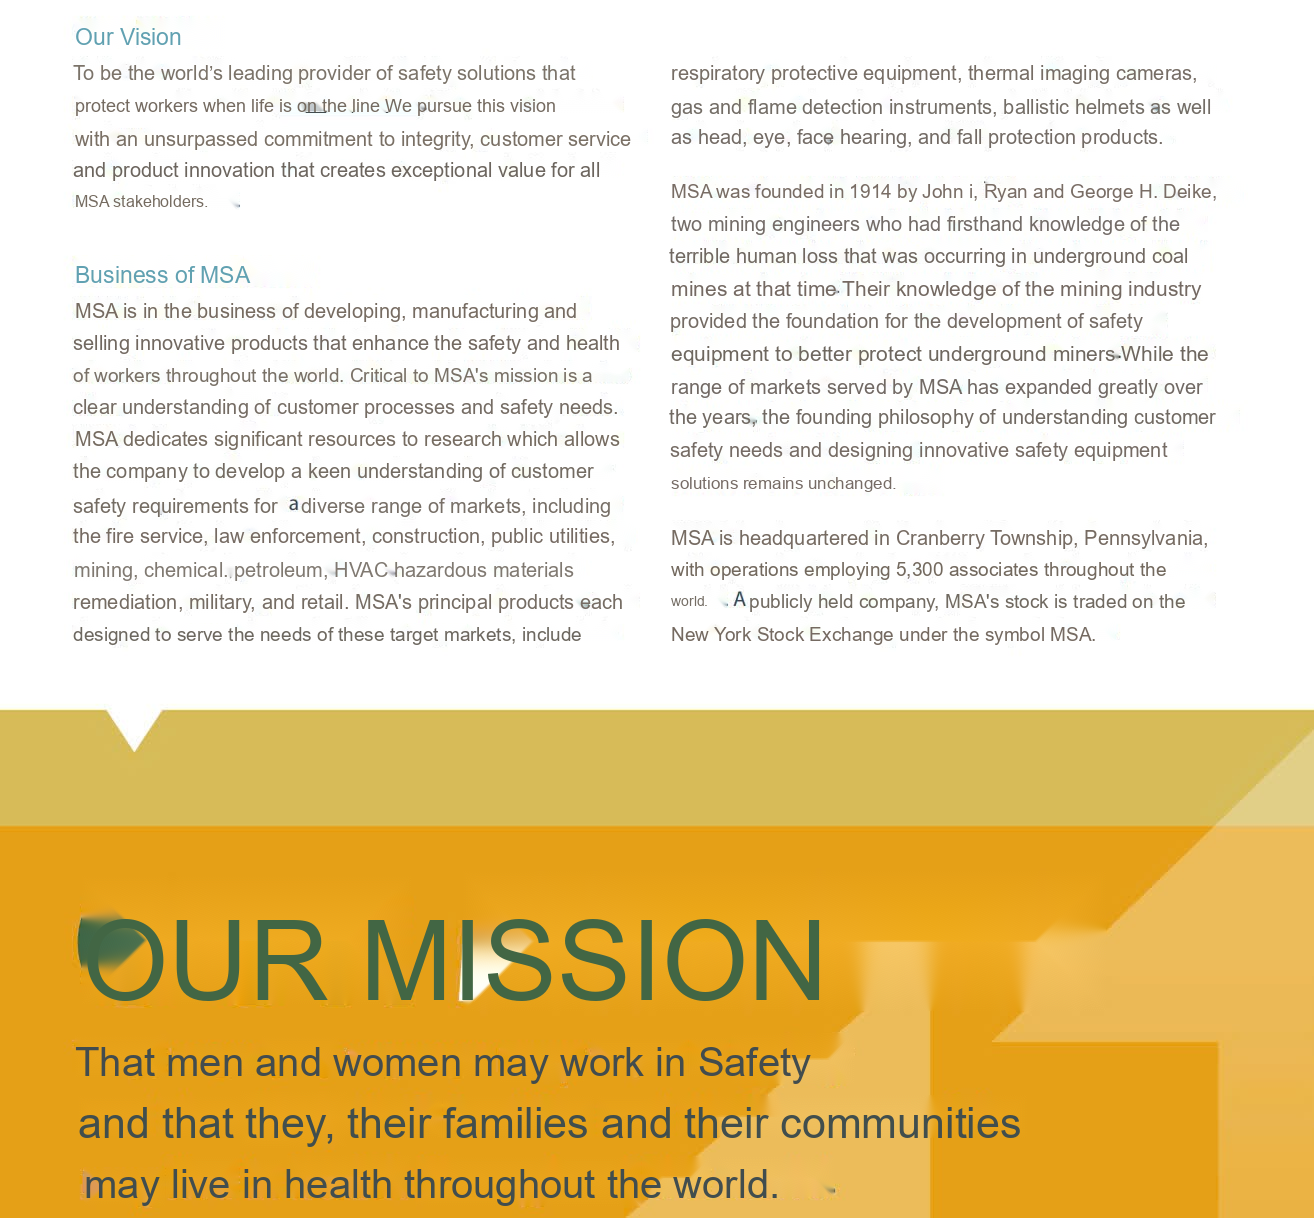 Our Vision
To be the world's leading provider of safety solutions that
protect workers when life is on the line We pursue this vision
with an unsurpassed commitment to integrity, customer service
and product innovation that creates exceptional value for all
MSA stakeholders.
Business of MSA
MSA is in the business of developing, manufacturing and
selling innovative products that enhance the safety and health
of workers throughout the world. Critical to MSA's mission is a
clear understanding of customer processes and safety needs.
MSA dedicates significant resources to research which allows
the company to develop a keen understanding of customer
safety requirements for a diverse range of markets, including
the fire service, law enforcement, construction, public utilities,
mining, chemical, petroleum, HVAC hazardous materials
remediation, military, and retail. MSA's principal products each
designed to serve the needs of these target markets, include
respiratory protective equipment, thermal imaging cameras,
gas and flame detection instruments, ballistic helmets as well
as head, eye, face hearing, and fall protection products.
MSA was founded in 1914 by John i, Ryan and George H. Deike,
two mining engineers who had firsthand knowledge of the
terrible human loss that was occurring in underground coal
mines at that time. Their knowledge of the mining industry
provided the foundation for the development of safety
equipment to better protect underground miners. While the
range of markets served by MSA has expanded greatly over
the years, the founding philosophy of understanding customer
safety needs and designing innovative safety equipment
solutions remains unchanged.
MSA is headquartered in Cranberry Township, Pennsylvania,
with operations employing 5,300 associates throughout the
world. A publicly held company, MSA's stock is traded on the
New York Stock Exchange under the symbol MSA.
OUR MISSION
That men and women may work in Safety
and that they, their families and their communities
may live in health throughout the world.